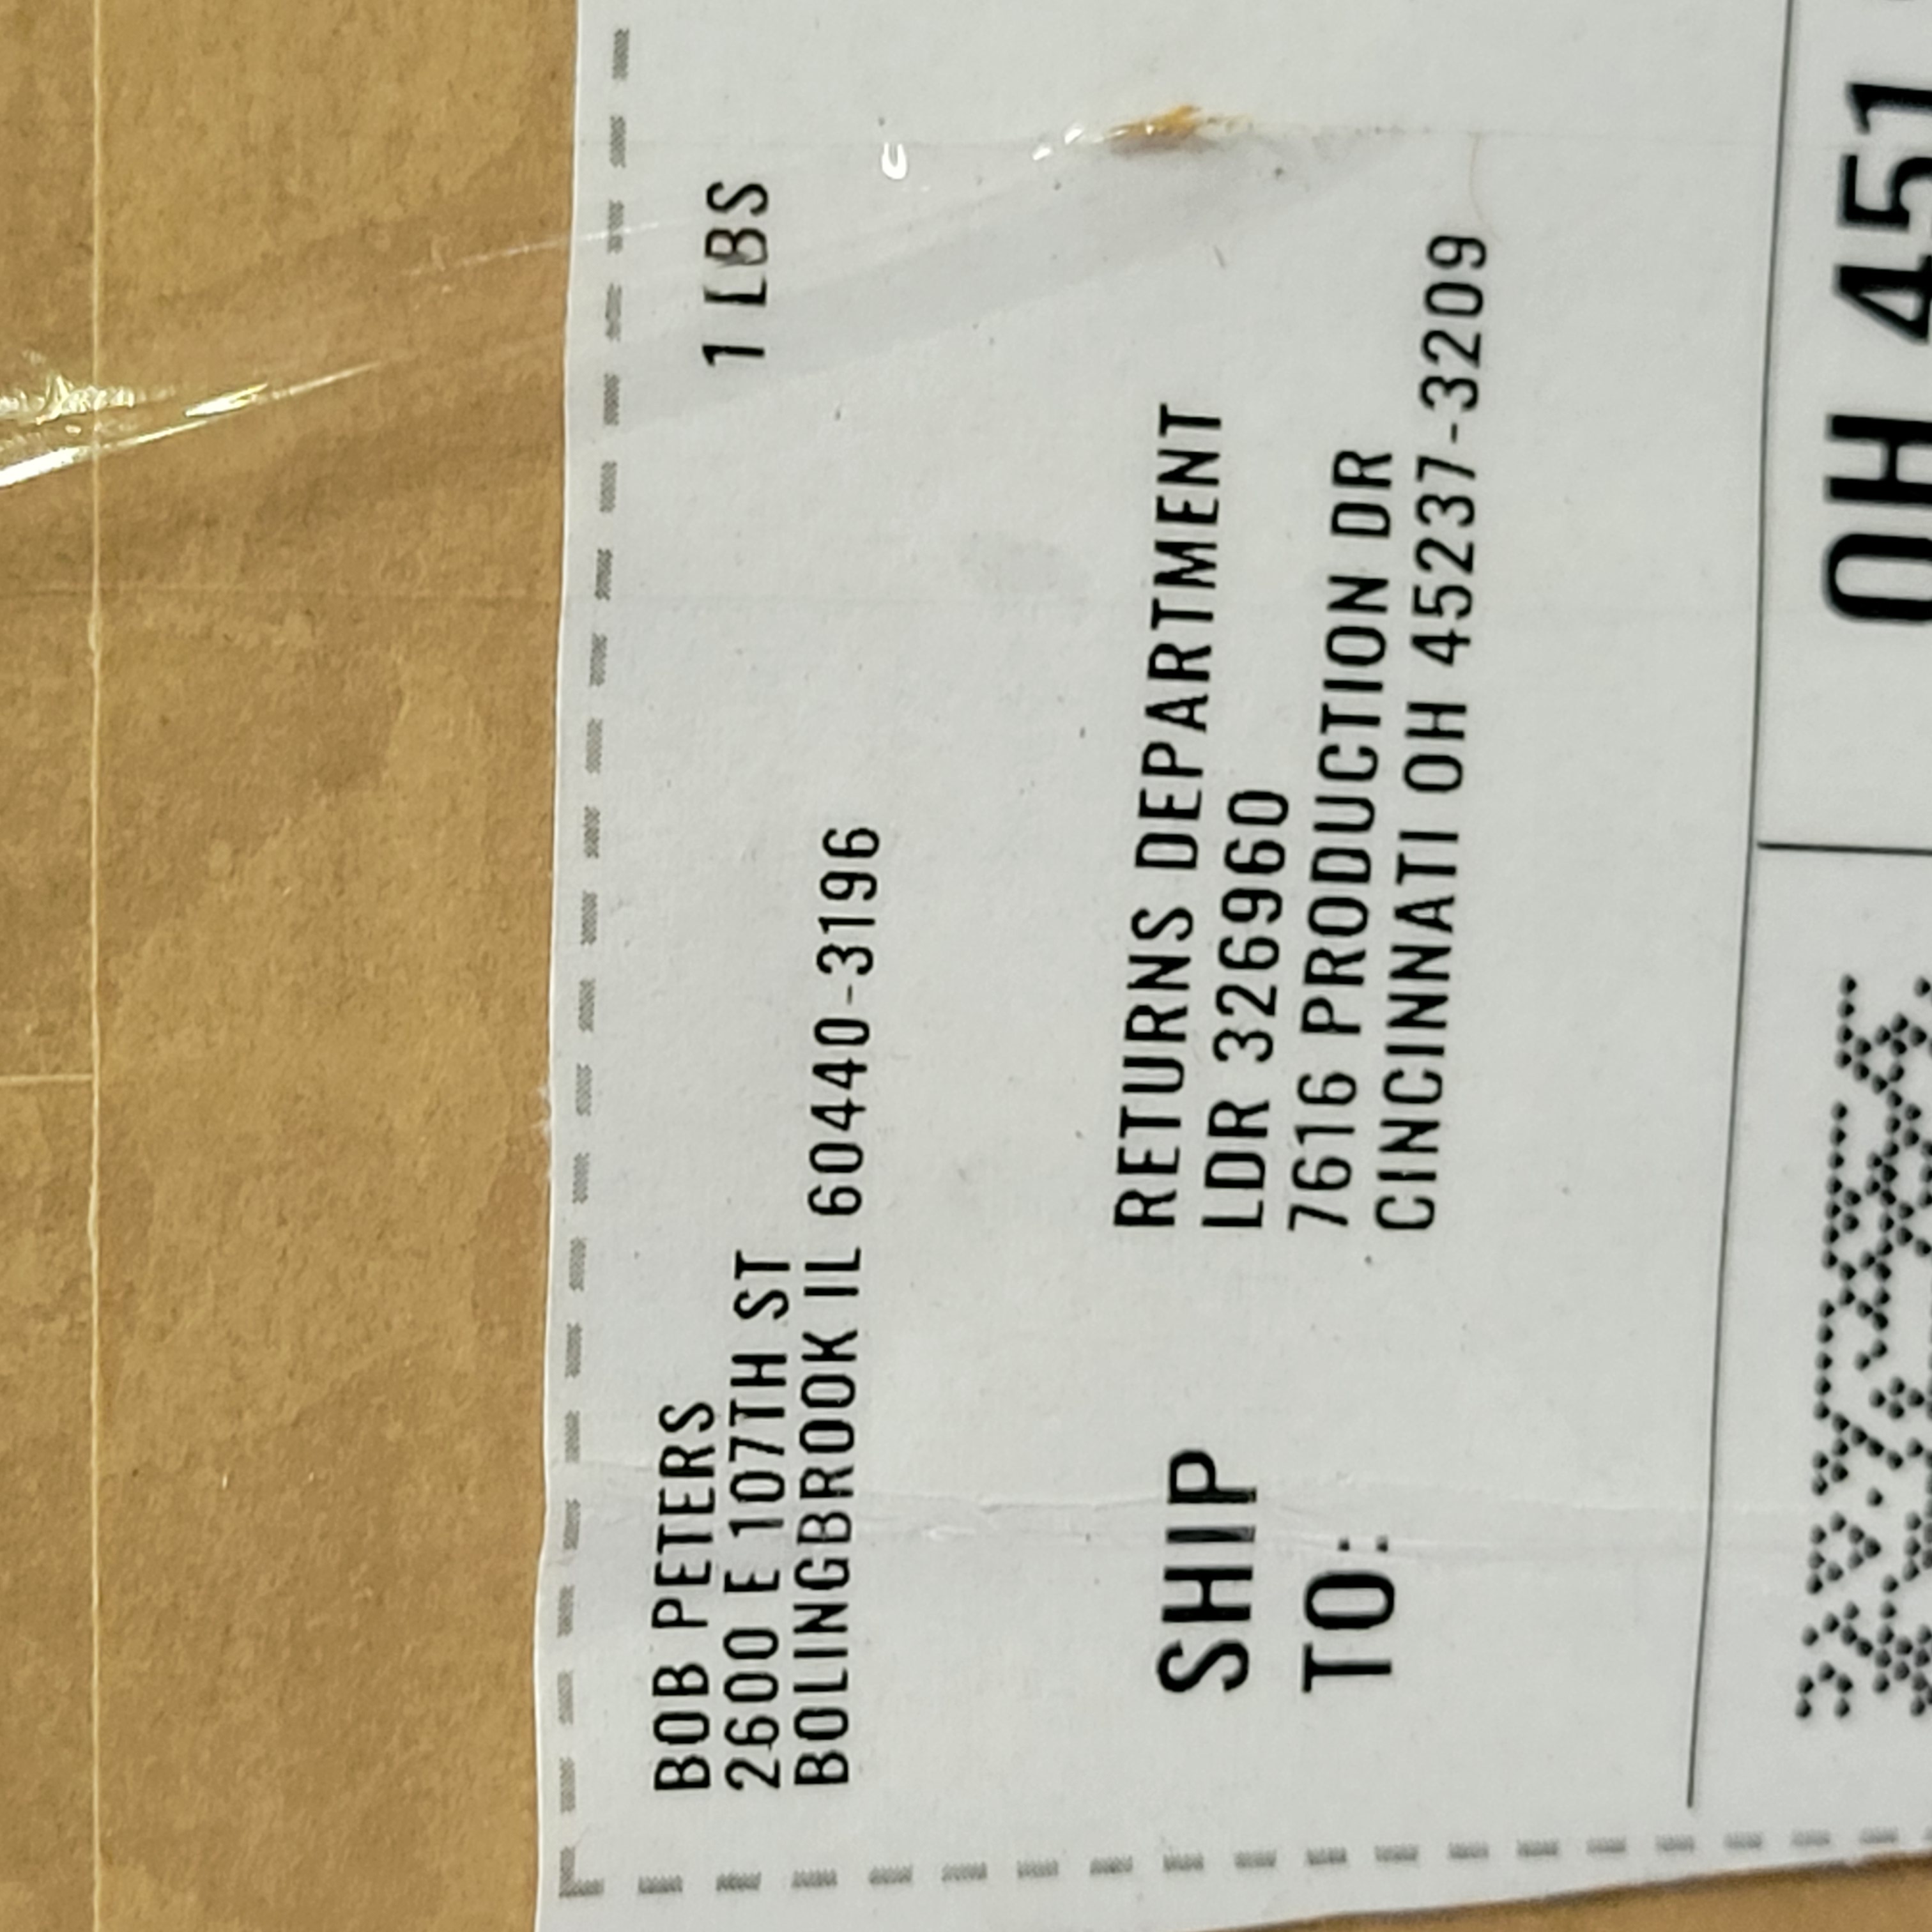 BOB PETERS
2600 E 107TH ST
BOLINGBROOK IL 60440-3196
1 LBS
SHIP
TO:
RETURNS DEPARTMENT
LDR 326960
7616 PRODUCTION DR
CINCINNATI OH 45237-3209
OH 451